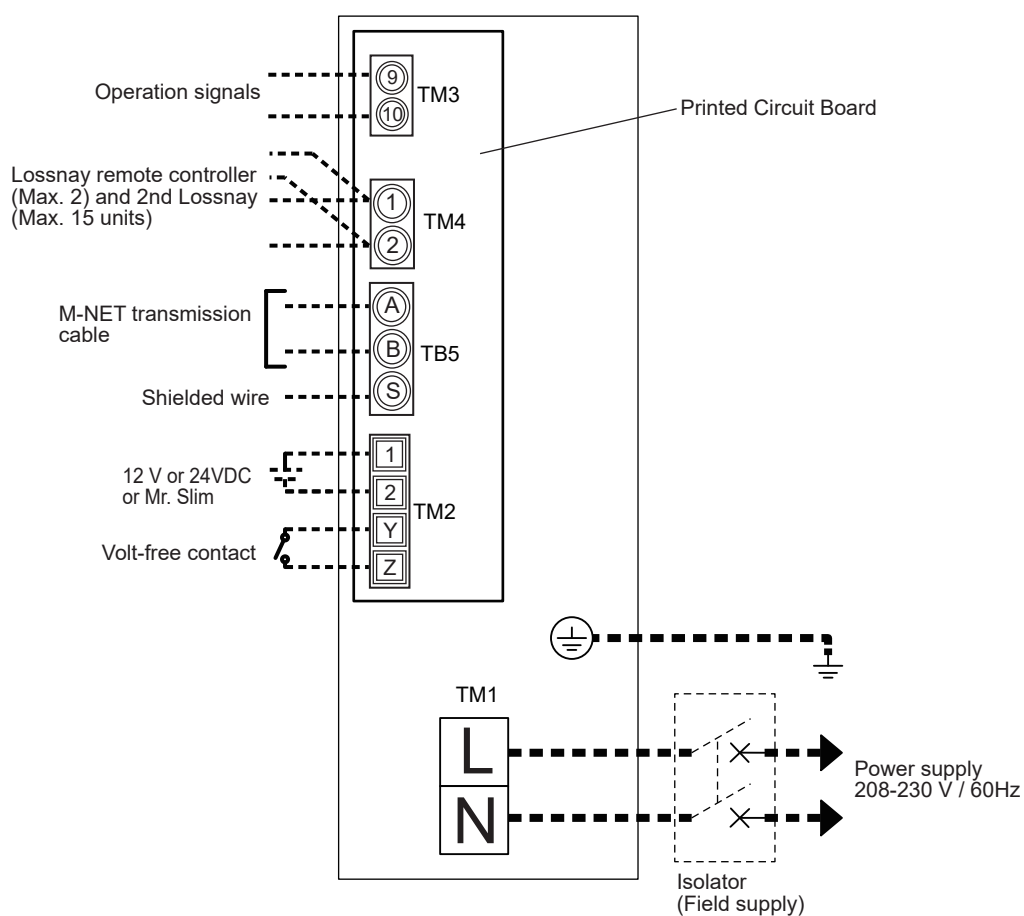 Operation signals
9
10
TM3
Printed Circuit Board
Lossnay remote controller
(Max. 2) and 2nd Lossnay
(Max. 15 units)
1
2
TM4
M-NET transmission
cable
A
B
S
TB5
Shielded wire
12 V or 24VDC
or Mr. Slim
1
2
Y
Z
TM2
Volt-free contact
TM1
L
N
Power supply
208-230 V / 60Hz
Isolator
(Field supply)